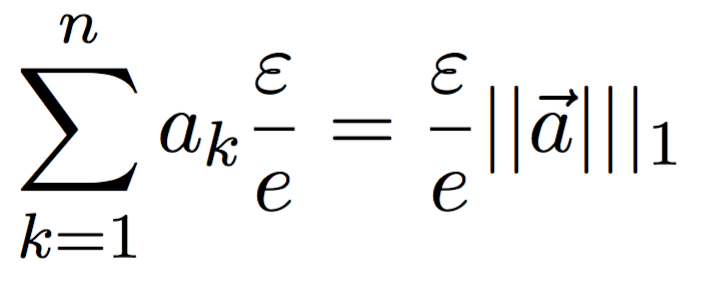 \sum_{k=1}^{n} a_k \frac{\varepsilon}{e} = \frac{\varepsilon}{e} ||\vec{a}|||_1